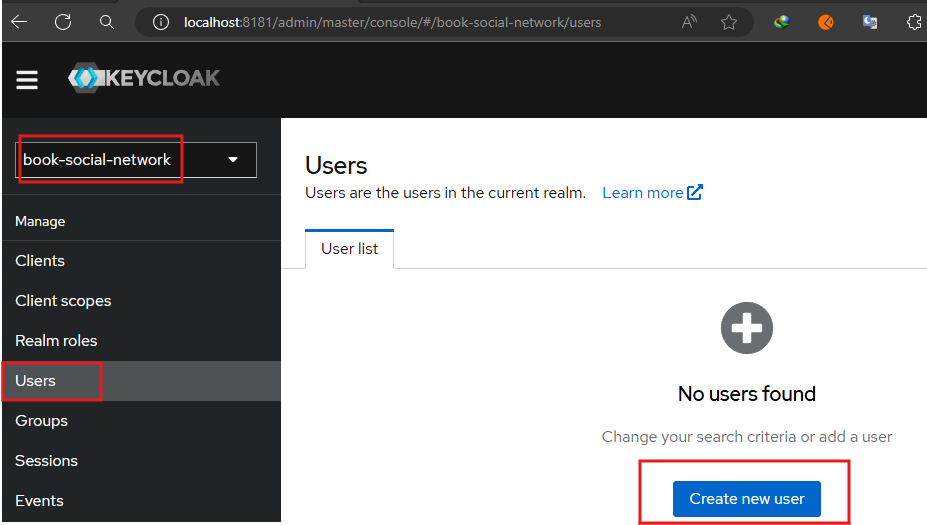 localhost:8181/admin/master/console/#/book-social-network/users
KEYCLOAK
book-social-network
Manage
Clients
Client scopes
Realm roles
Users
Groups
Sessions
Events
Users
Users are the users in the current realm. Learn more
User list
No users found
Change your search criteria or add a user
Create new user